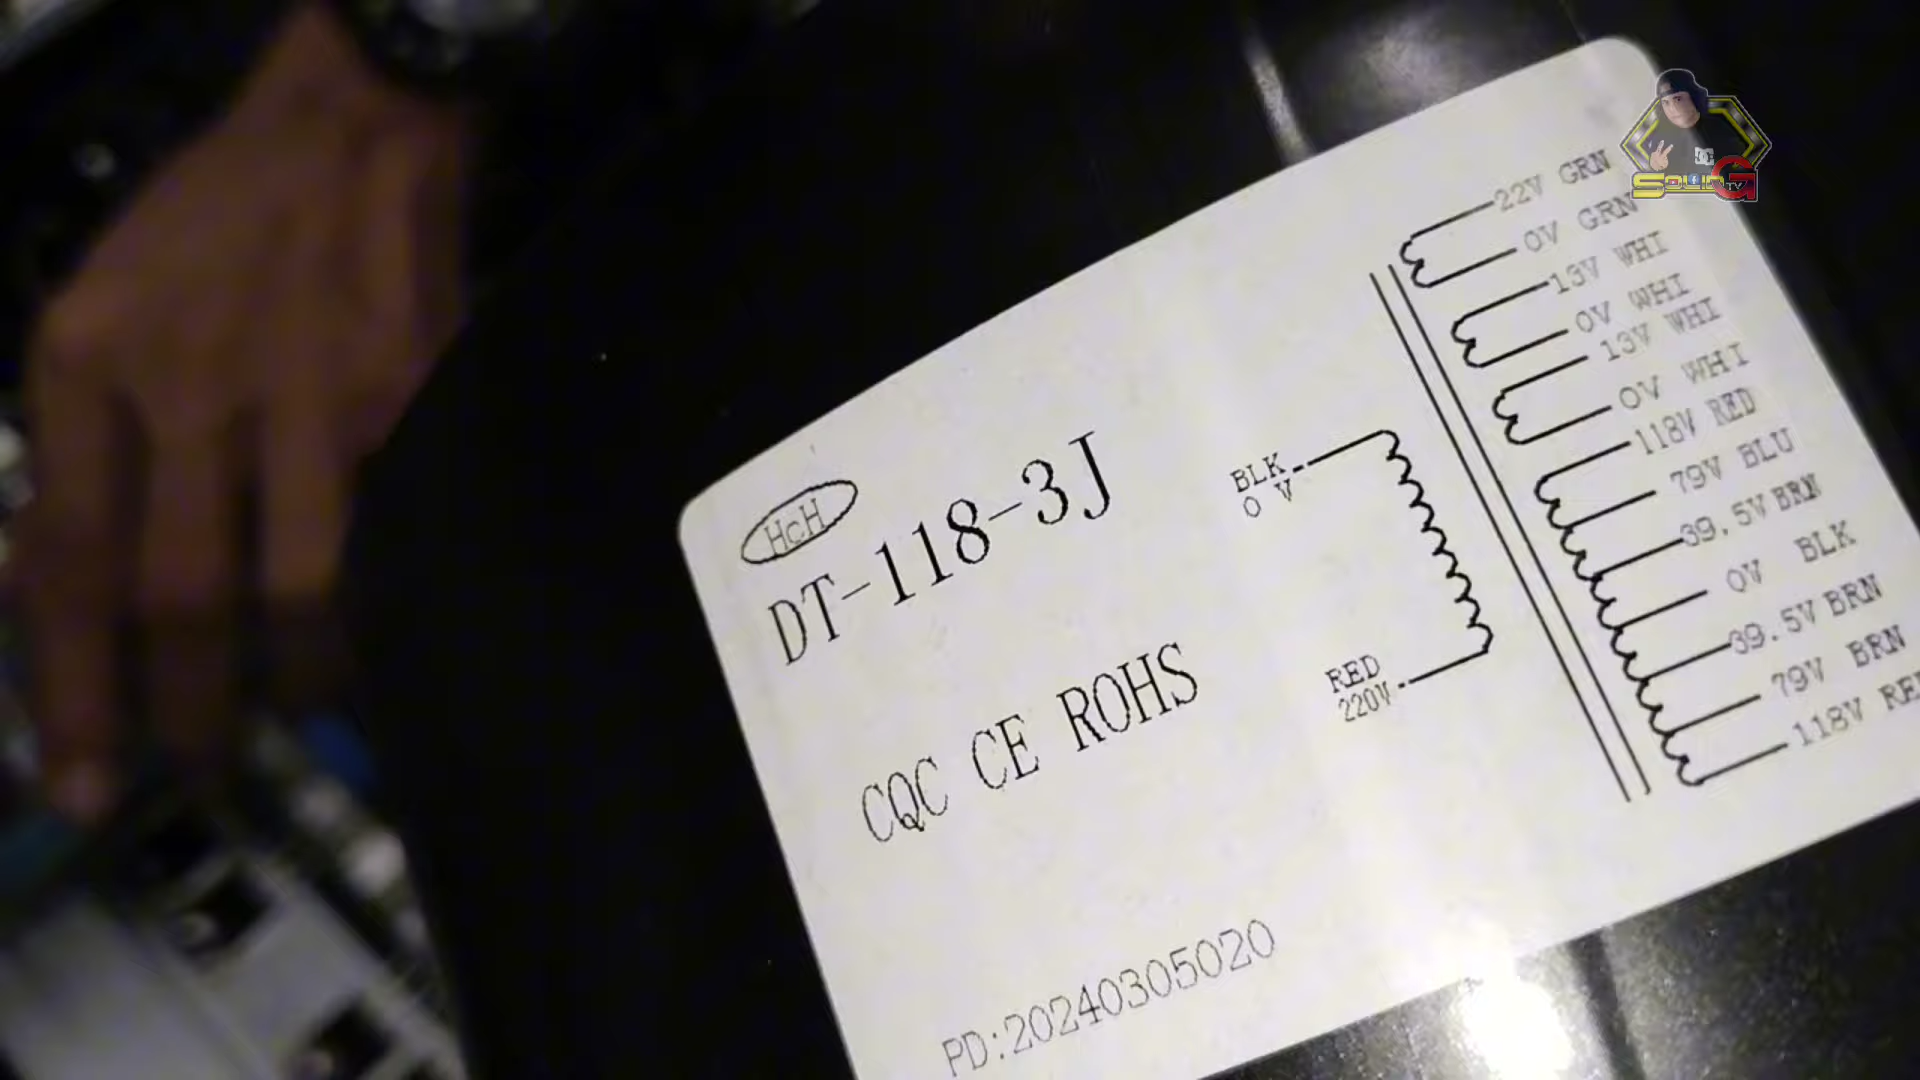 HcH
DT-118-3J
CQC CE ROHS
PD:20240305020
BLK
0 V
RED
220V
22V GRN
0V GRN
13V WHI
0V WHI
13V WHI
0V WHI
118V RED
79V BLU
39.5V BRN
0V BLK
39.5V BRN
79V BRN
118V RED
SOLID G TV